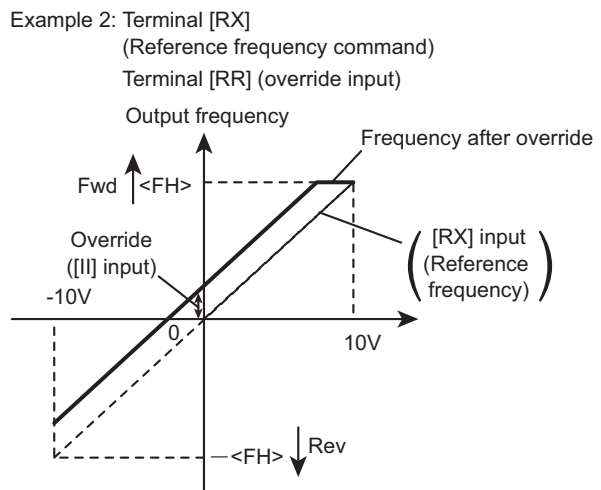 Example 2: Terminal [RX]
(Reference frequency command)
Terminal [RR] (override input)
Output frequency
Frequency after override
Fwd
<FH>
Override
([II] input)
[RX] input
(Reference
frequency)
-10V
0
10V
—<FH>
Rev